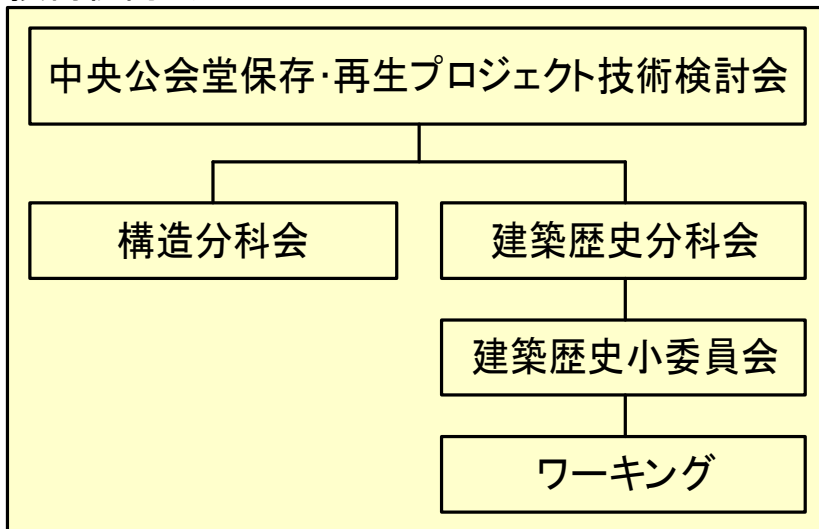 中央公会堂保存・再生プロジェクト技術検討会
構造分科会
建築歴史分科会
建築歴史小委員会
ワーキング